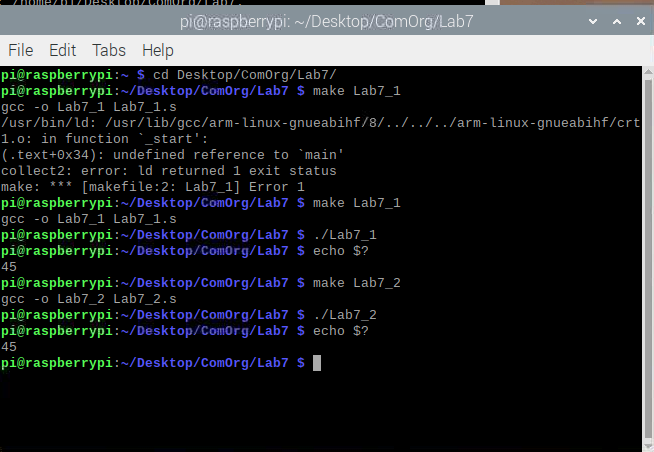 /home/pi/Desktop/ComOrg/Lab7.
pi@raspberrypi: ~/Desktop/ComOrg/Lab7
File Edit Tabs Help
pi@raspberrypi:~ $ cd Desktop/ComOrg/Lab7/
pi@raspberrypi:~/Desktop/ComOrg/Lab7 $ make Lab7_1
gcc -o Lab7_1 Lab7_1.s
/usr/bin/ld: /usr/lib/gcc/arm-linux-gnueabihf/8/../../../arm-linux-gnueabihf/crt
1.o: in function `_start':
(.text+0x34): undefined reference to `main'
collect2: error: ld returned 1 exit status
make: *** [makefile:2: Lab7_1] Error 1
pi@raspberrypi:~/Desktop/ComOrg/Lab7 $ make Lab7_1
gcc -o Lab7_1 Lab7_1.s
pi@raspberrypi:~/Desktop/ComOrg/Lab7 $ ./Lab7_1
pi@raspberrypi:~/Desktop/ComOrg/Lab7 $ echo $?
45
pi@raspberrypi:~/Desktop/ComOrg/Lab7 $ make Lab7_2
gcc -o Lab7_2 Lab7_2.s
pi@raspberrypi:~/Desktop/ComOrg/Lab7 $ ./Lab7_2
pi@raspberrypi:~/Desktop/ComOrg/Lab7 $ echo $?
45
pi@raspberrypi:~/Desktop/ComOrg/Lab7 $